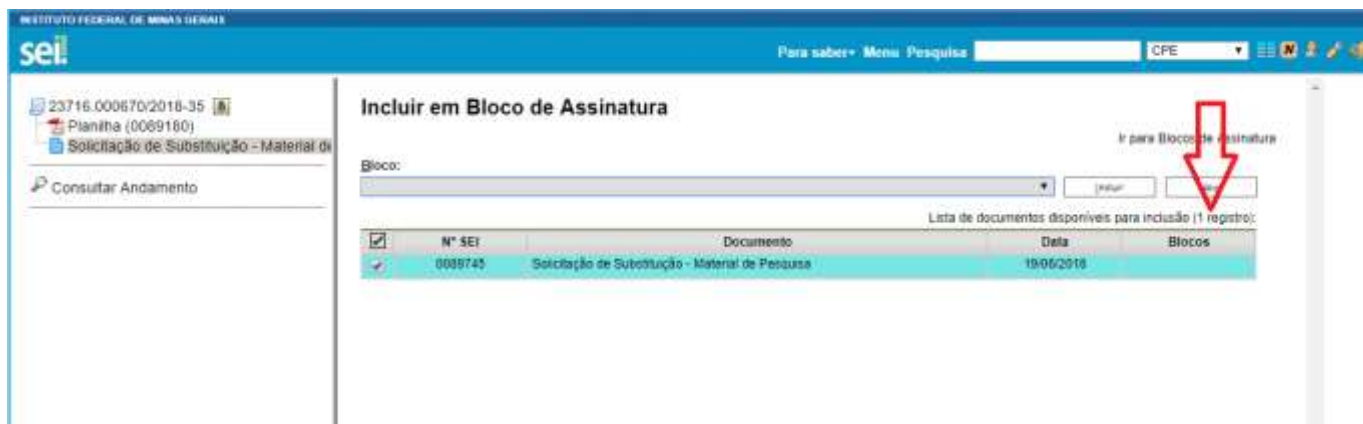 INSTITUTO FEDERAL DE MINAS GERAIS
sei!
Para saber+ Menu Pesquisa CPE
23716.000670/2018-35
Planilha (0089180)
Solicitação de Substituição - Material de
Consultar Andamento
Incluir em Bloco de Assinatura
Ir para Blocos de Assinatura
Bloco:
Incluir
Lista de documentos disponíveis para inclusão (1 registro):
Nº SEI Documento Data Blocos
0089745 Solicitação de Substituição - Material de Pesquisa 19/06/2018